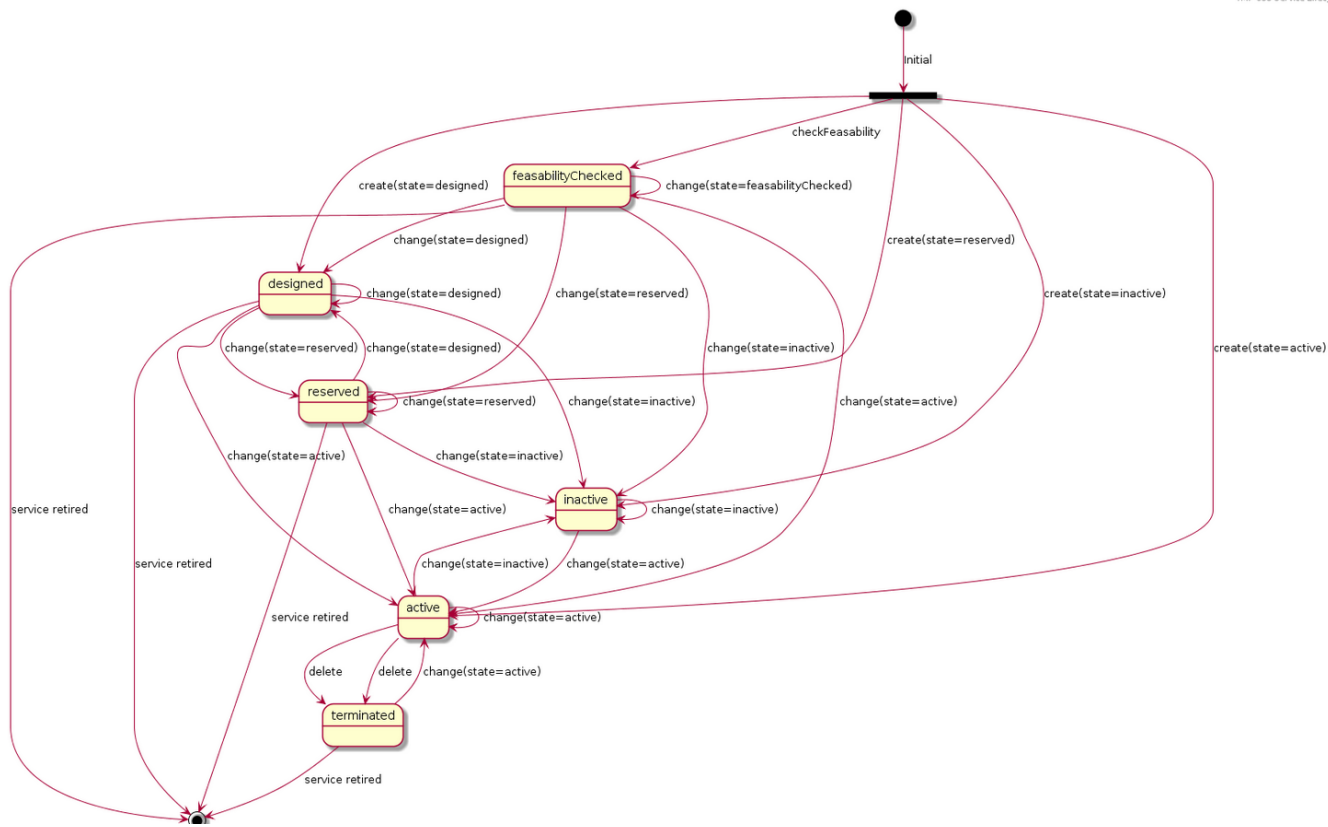 Initial
checkFeasability
feasabilityChecked
create(state=designed)
change(state=feasabilityChecked)
change(state=designed)
create(state=reserved)
designed
change(state=designed)
change(state=reserved)
create(state=inactive)
change(state=reserved)
change(state=designed)
change(state=inactive)
create(state=active)
reserved
change(state=reserved)
change(state=inactive)
change(state=active)
change(state=active)
change(state=inactive)
inactive
service retired
change(state=active)
change(state=inactive)
service retired
change(state=inactive)
change(state=active)
active
service retired
change(state=active)
delete
delete
change(state=active)
terminated
service retired